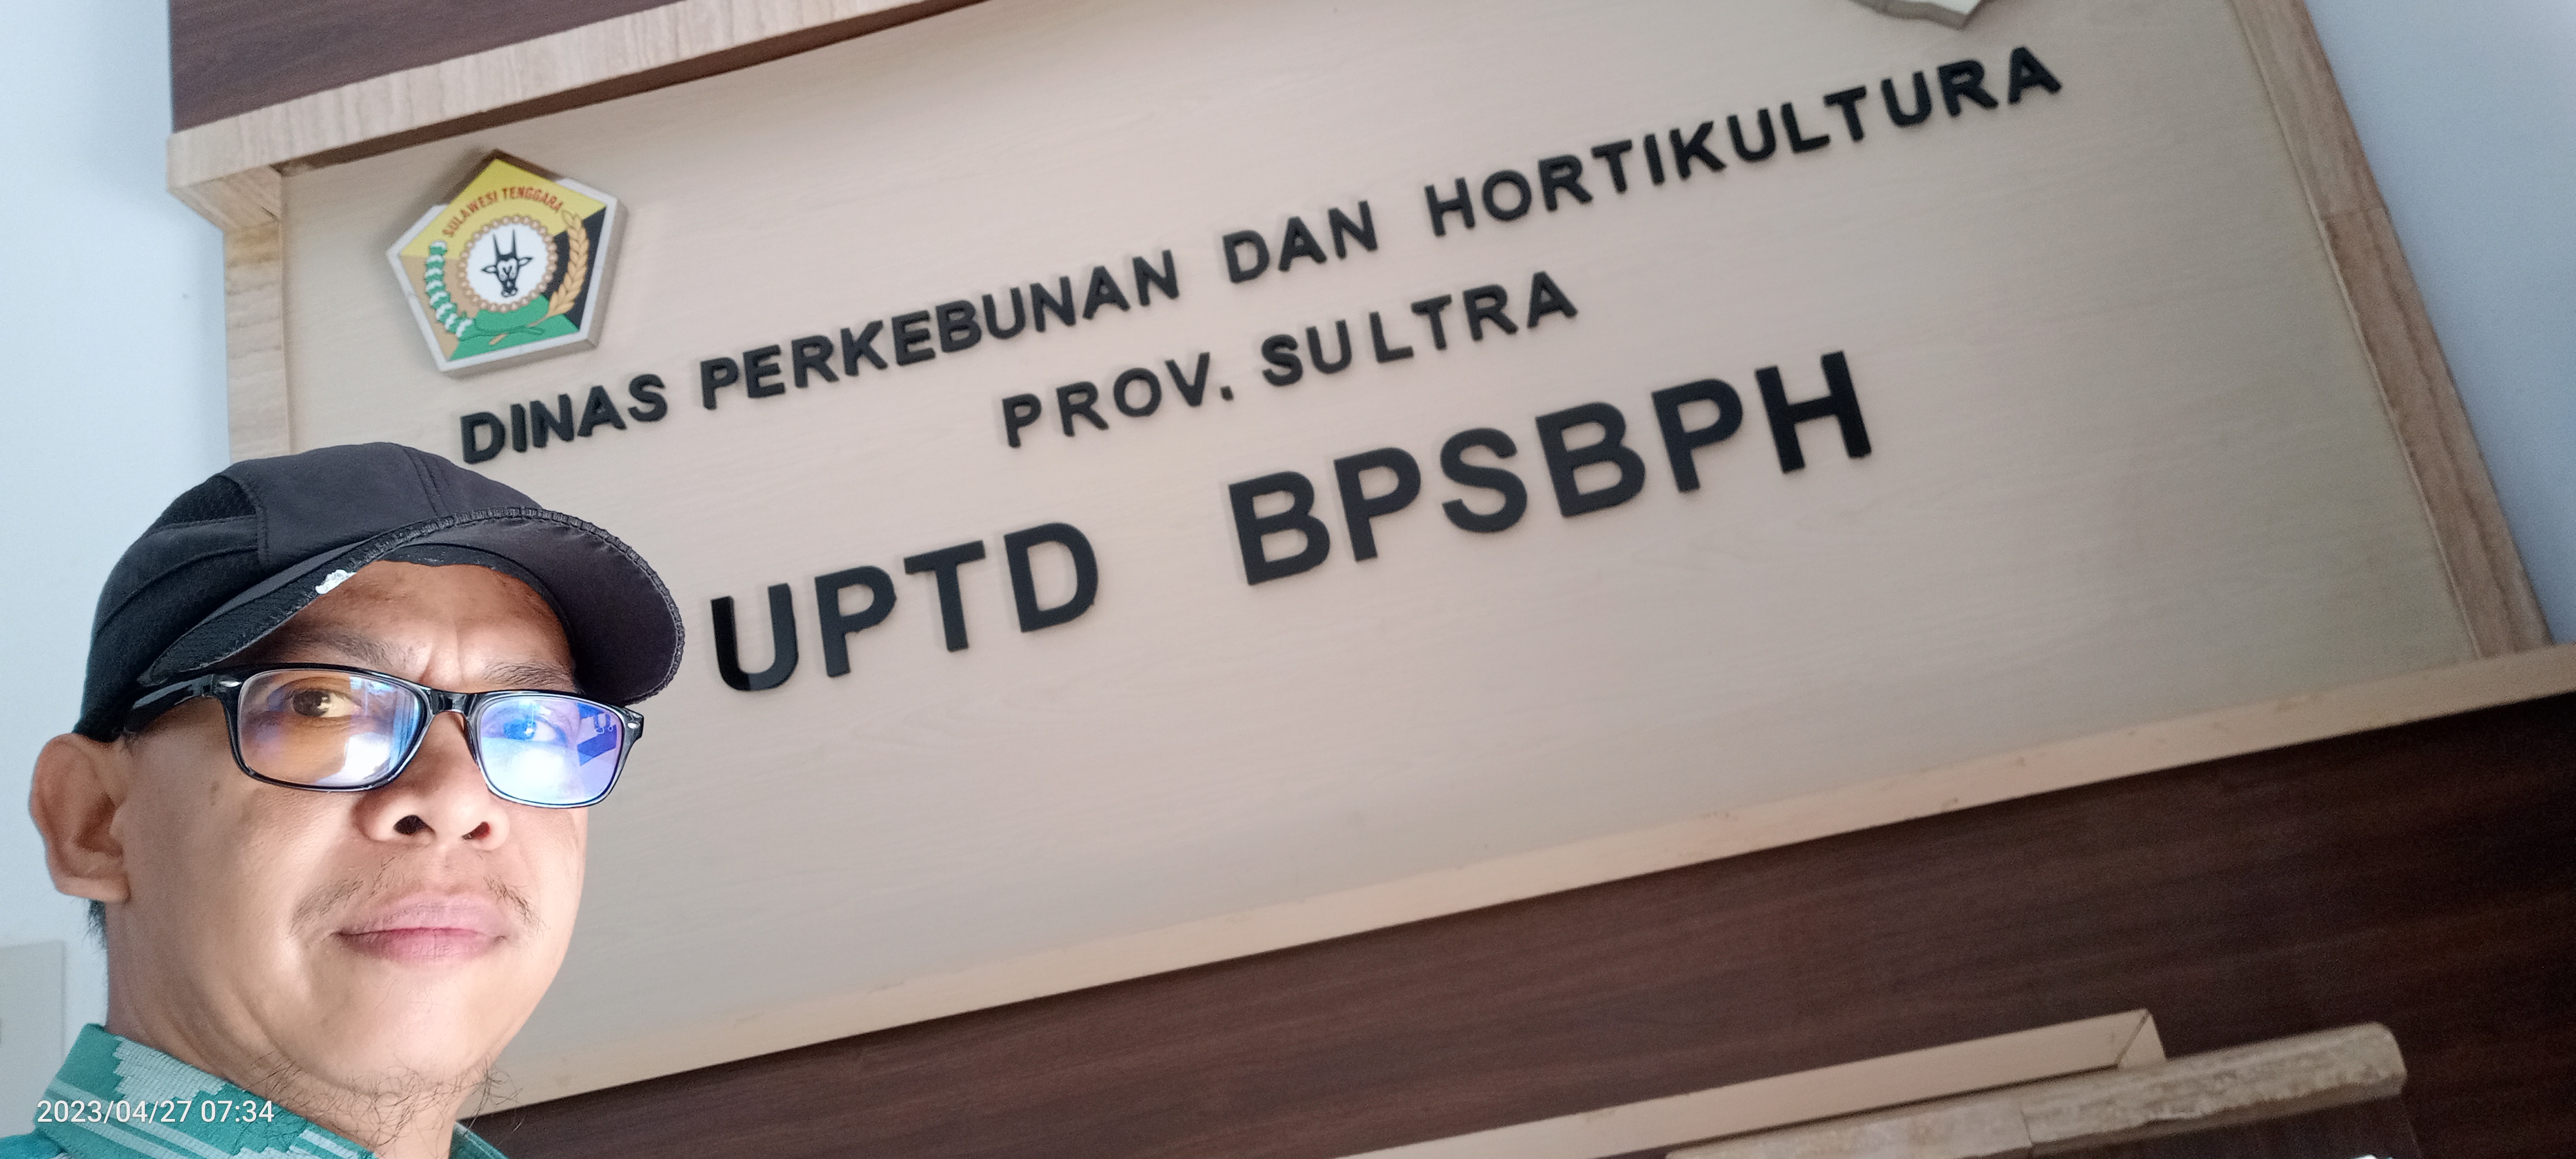 SULAWESI TENGGARA
DINAS PERKEBUNAN DAN HORTIKULTURA
PROV. SULTRA
UPTD BPSBPH
2023/04/27 07:34